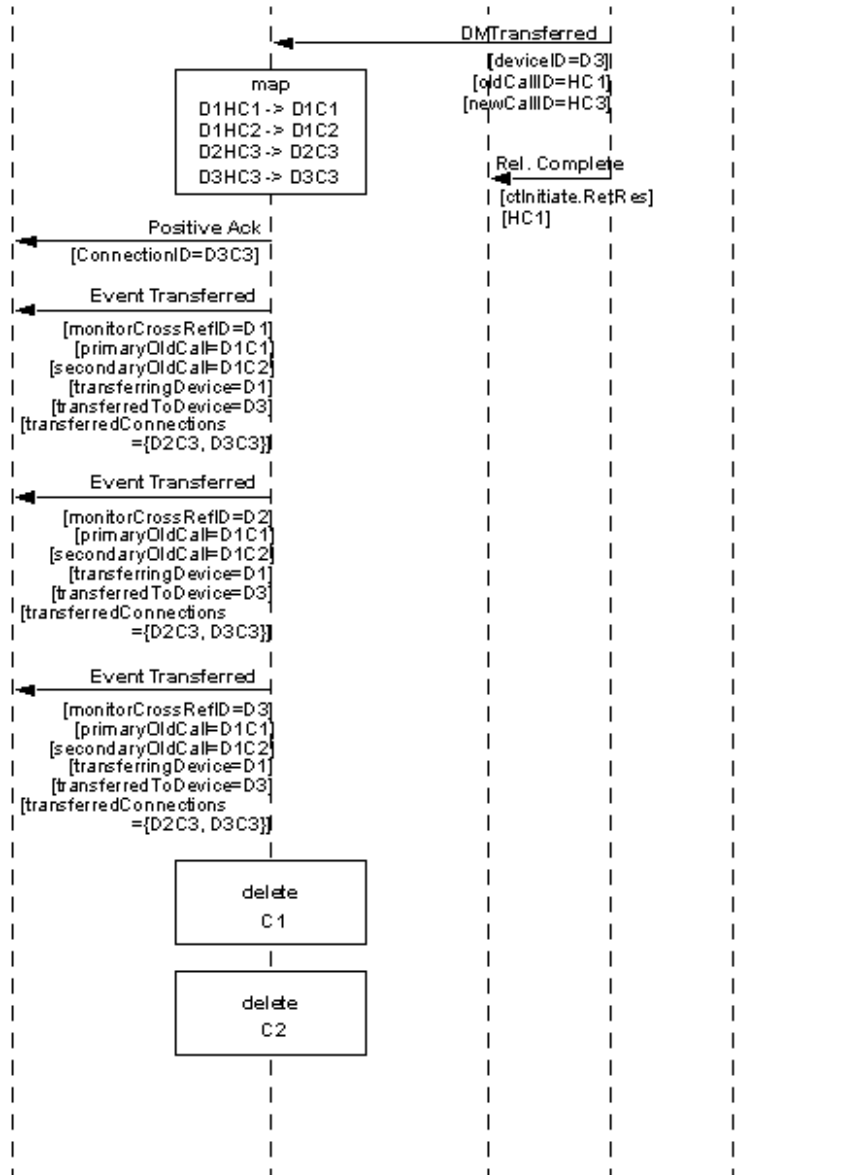 DMTransferred
[deviceID=D3]
[oldCallID=HC1]
[newCallID=HC3]
map
D1HC1-> D1C1
D1HC2-> D1C2
D2HC3-> D2C3
D3HC3-> D3C3
Rel. Complete
[ctInitiate.RetRes]
[HC1]
Positive Ack
[ConnectionID=D3C3]
Event Transferred
[monitorCrossRefID=D1]
[primaryOldCall=D1C1]
[secondaryOldCall=D1C2]
[transferringDevice=D1]
[transferredToDevice=D3]
[transferredConnections
={D2C3, D3C3}]
Event Transferred
[monitorCrossRefID=D2]
[primaryOldCall=D1C1]
[secondaryOldCall=D1C2]
[transferringDevice=D1]
[transferredToDevice=D3]
[transferredConnections
={D2C3, D3C3}]
Event Transferred
[monitorCrossRefID=D3]
[primaryOldCall=D1C1]
[secondaryOldCall=D1C2]
[transferringDevice=D1]
[transferredToDevice=D3]
[transferredConnections
={D2C3, D3C3}]
delete
C1
delete
C2